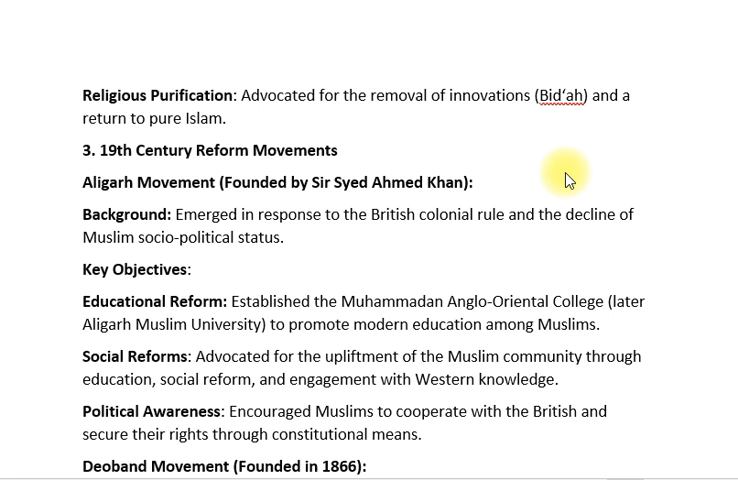 Religious Purification: Advocated for the removal of innovations (Bid‘ah) and a
return to pure Islam.
3. 19th Century Reform Movements
Aligarh Movement (Founded by Sir Syed Ahmed Khan):
Background: Emerged in response to the British colonial rule and the decline of
Muslim socio-political status.
Key Objectives:
Educational Reform: Established the Muhammadan Anglo-Oriental College (later
Aligarh Muslim University) to promote modern education among Muslims.
Social Reforms: Advocated for the upliftment of the Muslim community through
education, social reform, and engagement with Western knowledge.
Political Awareness: Encouraged Muslims to cooperate with the British and
secure their rights through constitutional means.
Deoband Movement (Founded in 1866):